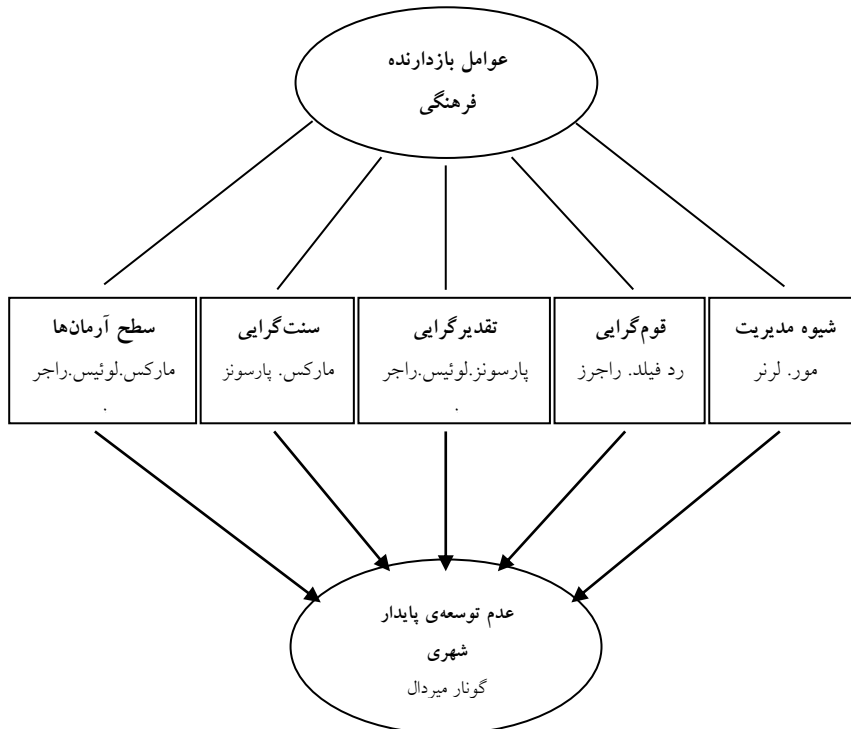 عوامل بازدارنده
فرهنگی
شیوه مدیریت
مور. لرنر
قوم‌گرایی
رد فیلد. راجرز
تقدیرگرایی
پارسونز.لوئیس.راجر
.
سنت‌گرایی
مارکس. پارسونز
سطح آرمان‌ها
مارکس.لوئیس.راجر
.
عدم توسعه‌ی پایدار
شهری
گونار میردال